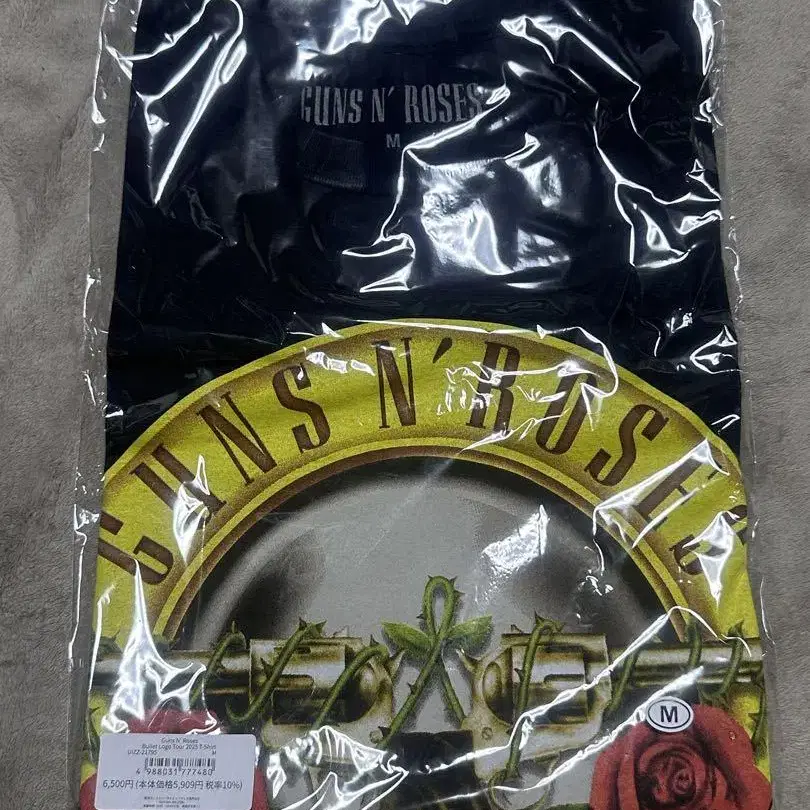 GUNS N' ROSES
M
GUNS N' ROSES
M
Guns N' Roses
Bullet Logo Tour 2025 T-Shirt
M
4 988031 777480
6,500円 (本体価格5,909円 税率10%)